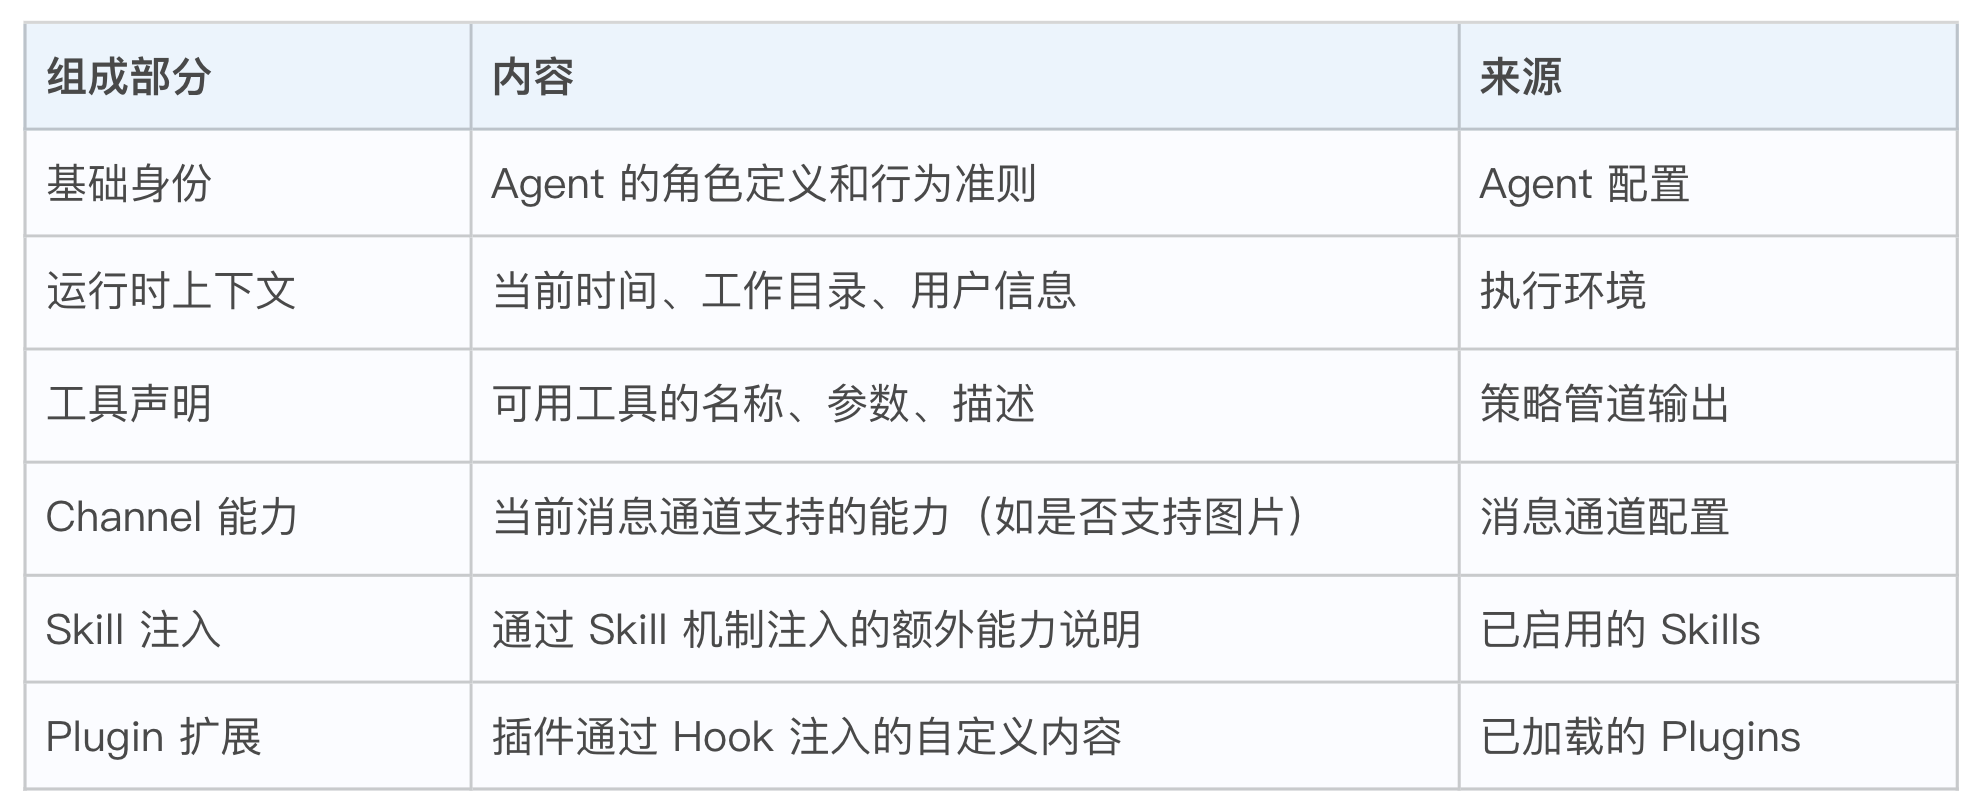 组成部分 内容 来源
基础身份 Agent 的角色定义和行为准则 Agent 配置
运行时上下文 当前时间、工作目录、用户信息 执行环境
工具声明 可用工具的名称、参数、描述 策略管道输出
Channel 能力 当前消息通道支持的能力（如是否支持图片） 消息通道配置
Skill 注入 通过 Skill 机制注入的额外能力说明 已启用的 Skills
Plugin 扩展 插件通过 Hook 注入的自定义内容 已加载的 Plugins